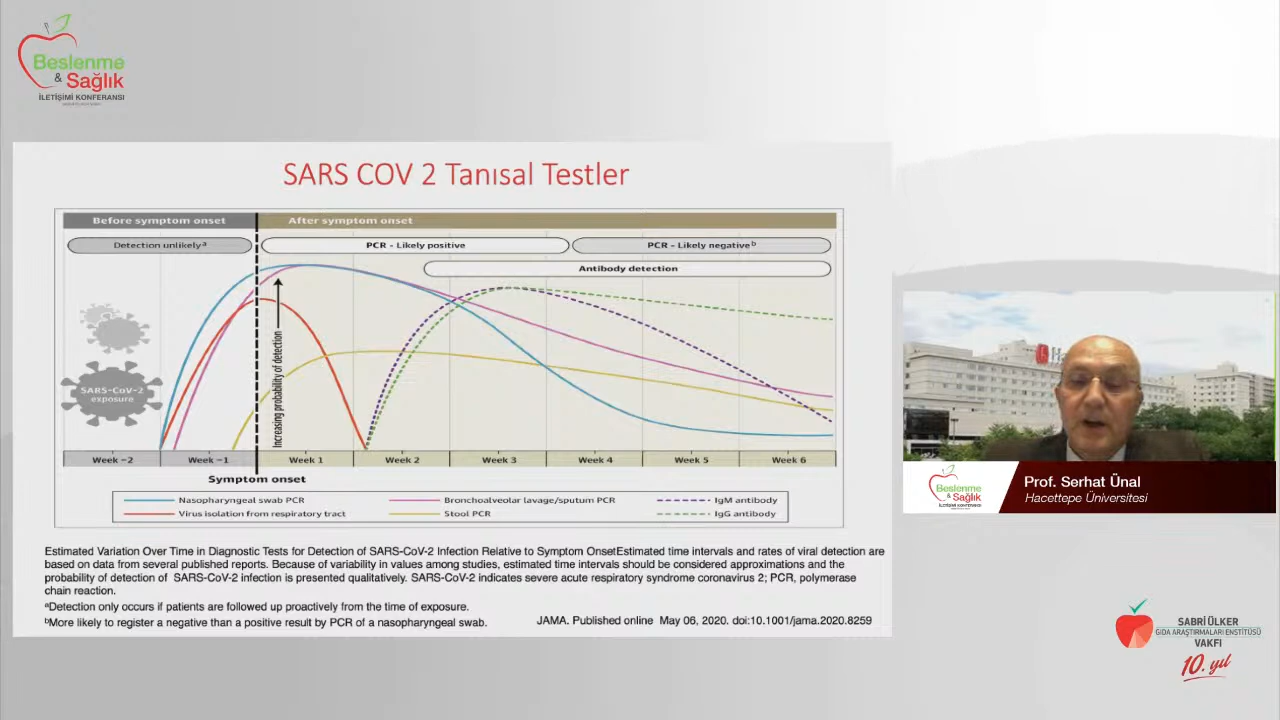 Beslenme
& Sağlık
İLETİŞİMİ KONFERANSI
SARS COV 2 Tanısal Testler
Before symptom onset
After symptom onset
Detection unlikelyᵃ
PCR - Likely positive
PCR - Likely negativeᵇ
Antibody detection
Increasing probability of detection
SARS-CoV-2
exposure
Week −2
Week −1
Week 1
Week 2
Week 3
Week 4
Week 5
Week 6
Symptom onset
Nasopharyngeal swab PCR
Bronchoalveolar lavage/sputum PCR
IgM antibody
Virus isolation from respiratory tract
Stool PCR
IgG antibody
Estimated Variation Over Time in Diagnostic Tests for Detection of SARS-CoV-2 Infection Relative to Symptom OnsetEstimated time intervals and rates of viral detection are
based on data from several published reports. Because of variability in values among studies, estimated time intervals should be considered approximations and the
probability of detection of SARS-CoV-2 infection is presented qualitatively. SARS-CoV-2 indicates severe acute respiratory syndrome coronavirus 2; PCR, polymerase
chain reaction.
ᵃDetection only occurs if patients are followed up proactively from the time of exposure.
ᵇMore likely to register a negative than a positive result by PCR of a nasopharyngeal swab.
JAMA. Published online May 06, 2020. doi:10.1001/jama.2020.8259
Beslenme
& Sağlık
İLETİŞİMİ KONFERANSI
Prof. Serhat Ünal
Hacettepe Üniversitesi
SABRİ ÜLKER
GIDA ARAŞTIRMALARI ENSTİTÜSÜ
VAKFI
10. yıl